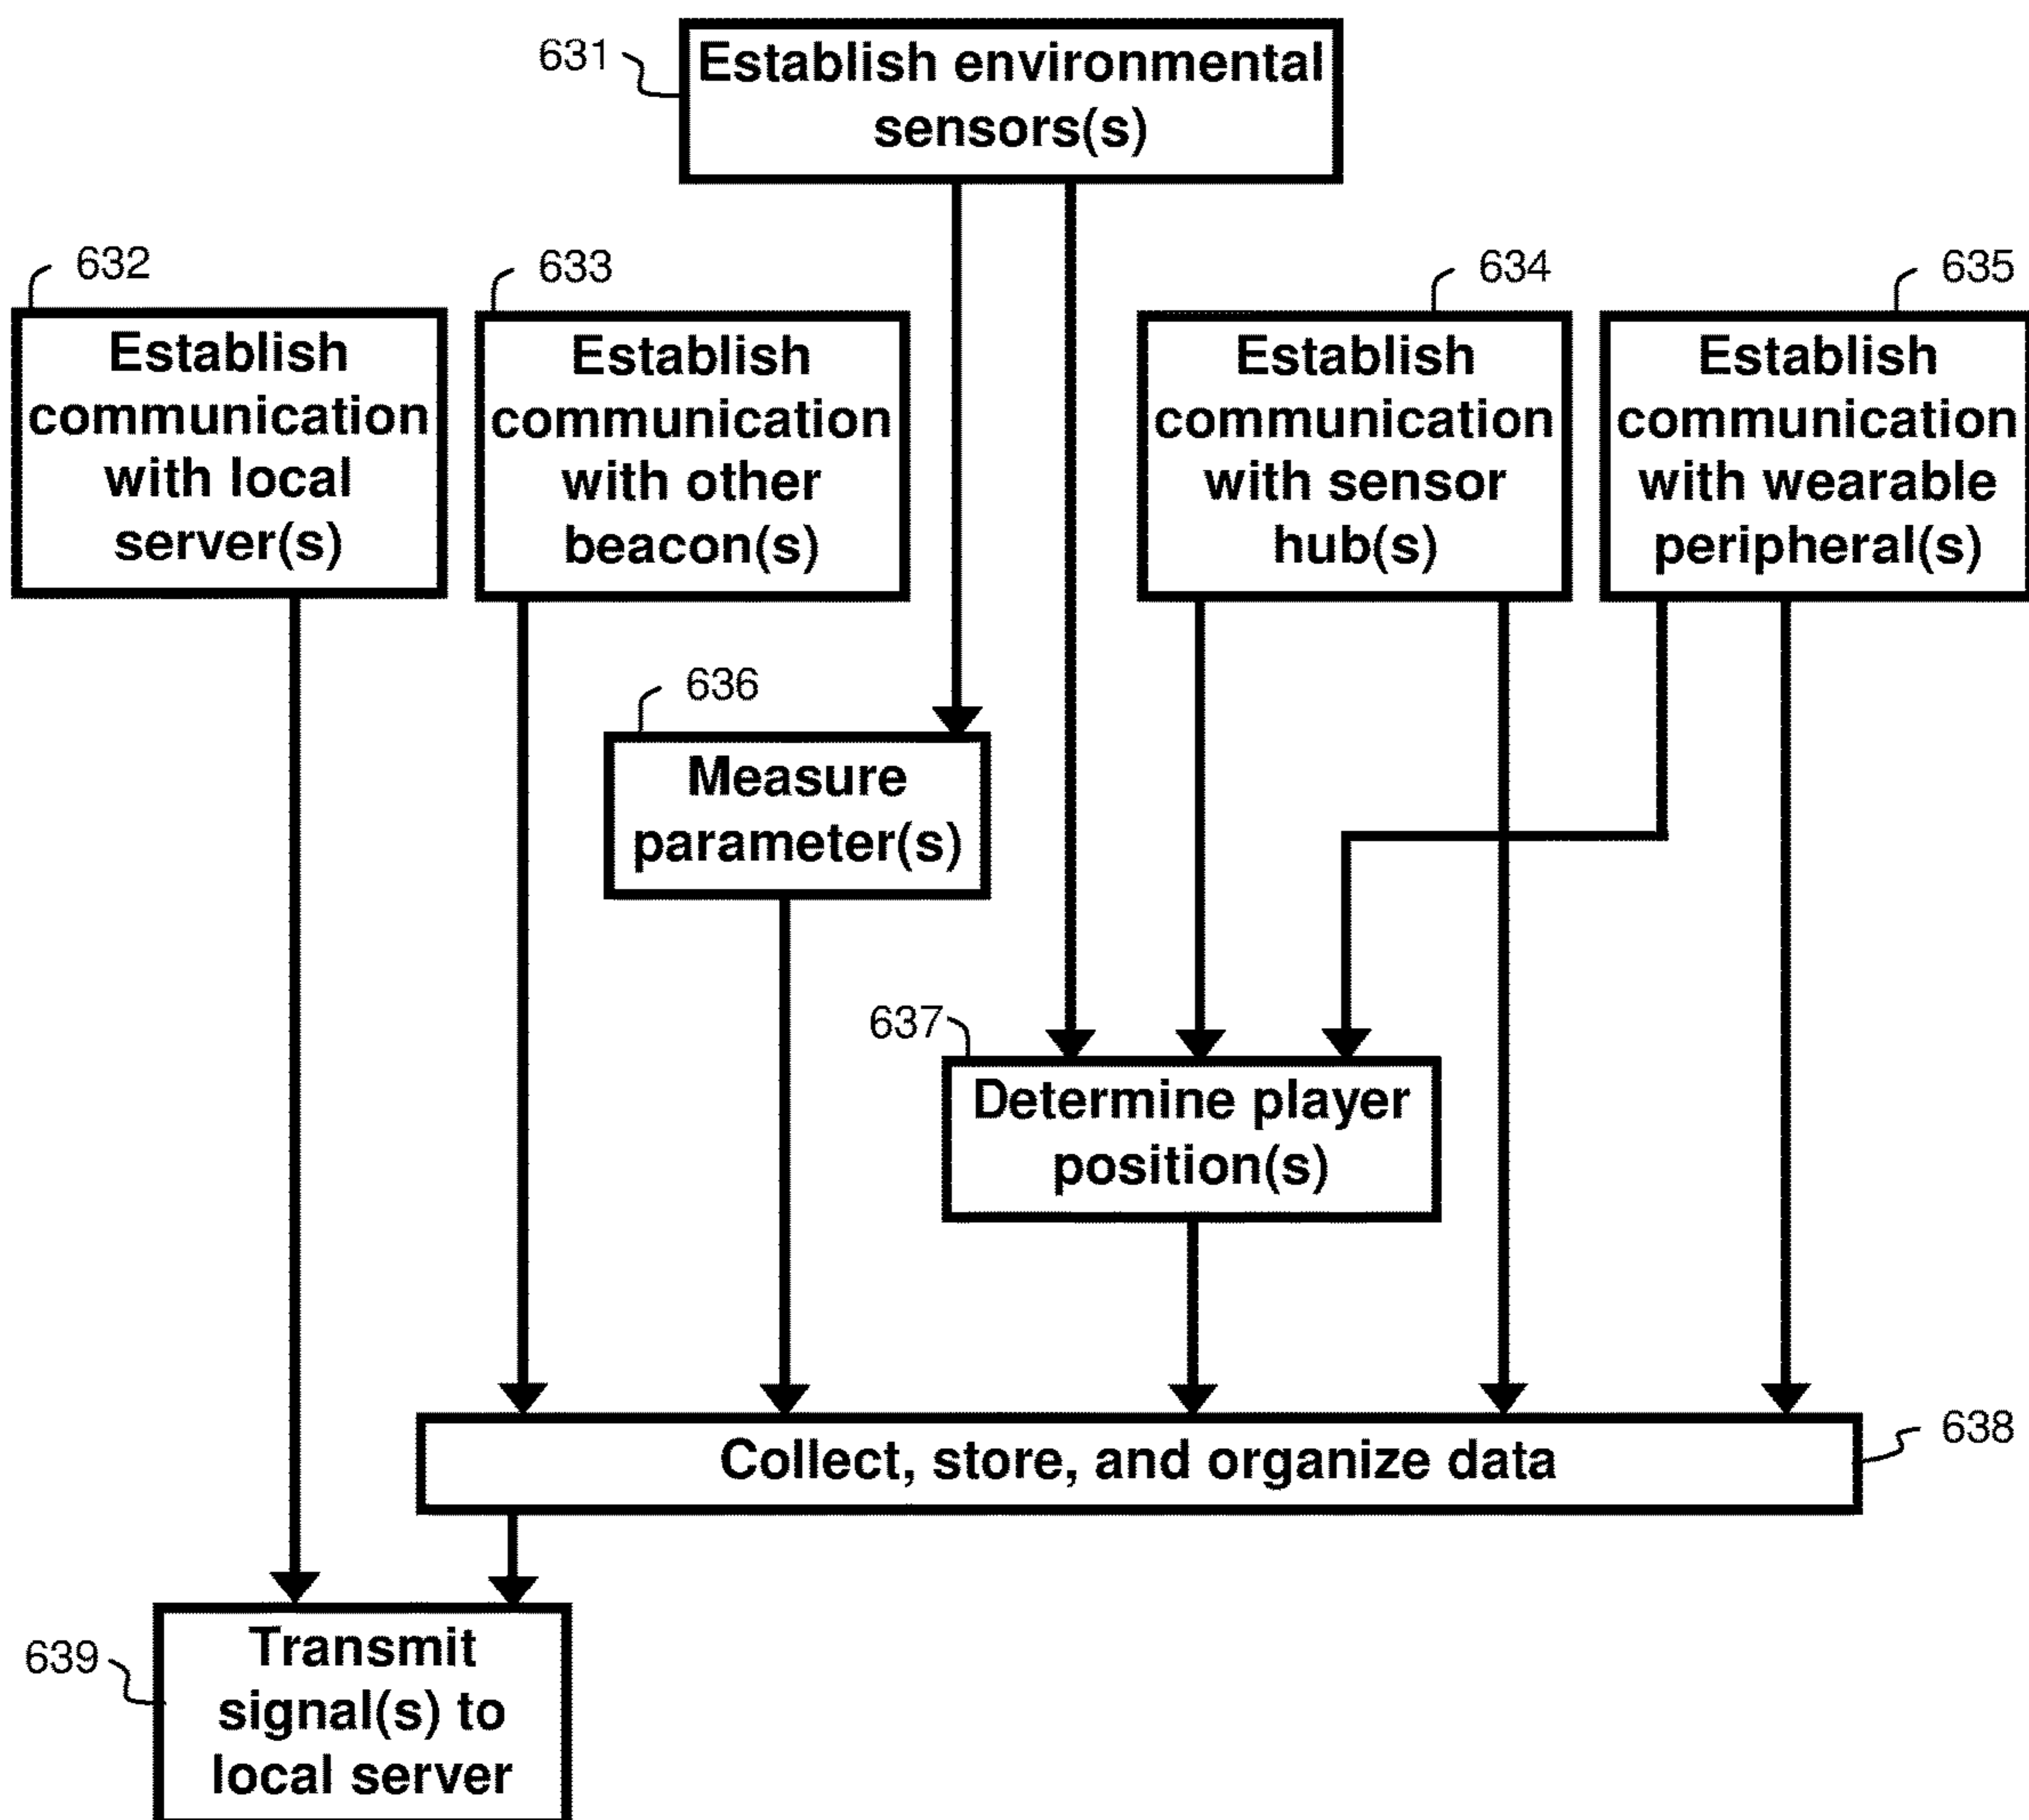 631
Establish environmental
sensors(s)
632
Establish
communication
with local
server(s)
633
Establish
communication
with other
beacon(s)
634
Establish
communication
with sensor
hub(s)
635
Establish
communication
with wearable
peripheral(s)
636
Measure
parameter(s)
637
Determine player
position(s)
Collect, store, and organize data
638
639
Transmit
signal(s) to
local server